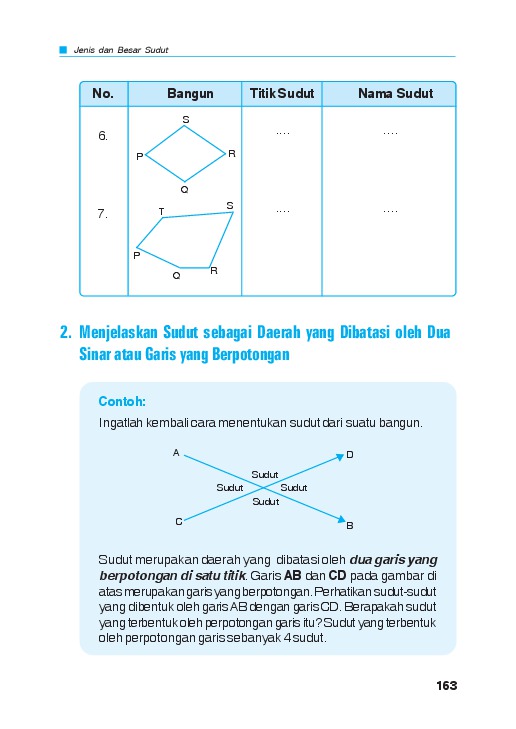 Jenis dan Besar Sudut
No. Bangun Titik Sudut Nama Sudut
6. .... ....
S
P R
Q
7. .... ....
T S
P
Q R
2. Menjelaskan Sudut sebagai Daerah yang Dibatasi oleh Dua
Sinar atau Garis yang Berpotongan
Contoh:
Ingatlah kembali cara menentukan sudut dari suatu bangun.
A D
Sudut
Sudut Sudut
Sudut
C B
Sudut merupakan daerah yang dibatasi oleh dua garis yang
berpotongan di satu titik. Garis AB dan CD pada gambar di
atas merupakan garis yang berpotongan. Perhatikan sudut-sudut
yang dibentuk oleh garis AB dengan garis CD. Berapakah sudut
yang terbentuk oleh perpotongan garis itu? Sudut yang terbentuk
oleh perpotongan garis sebanyak 4 sudut.
163